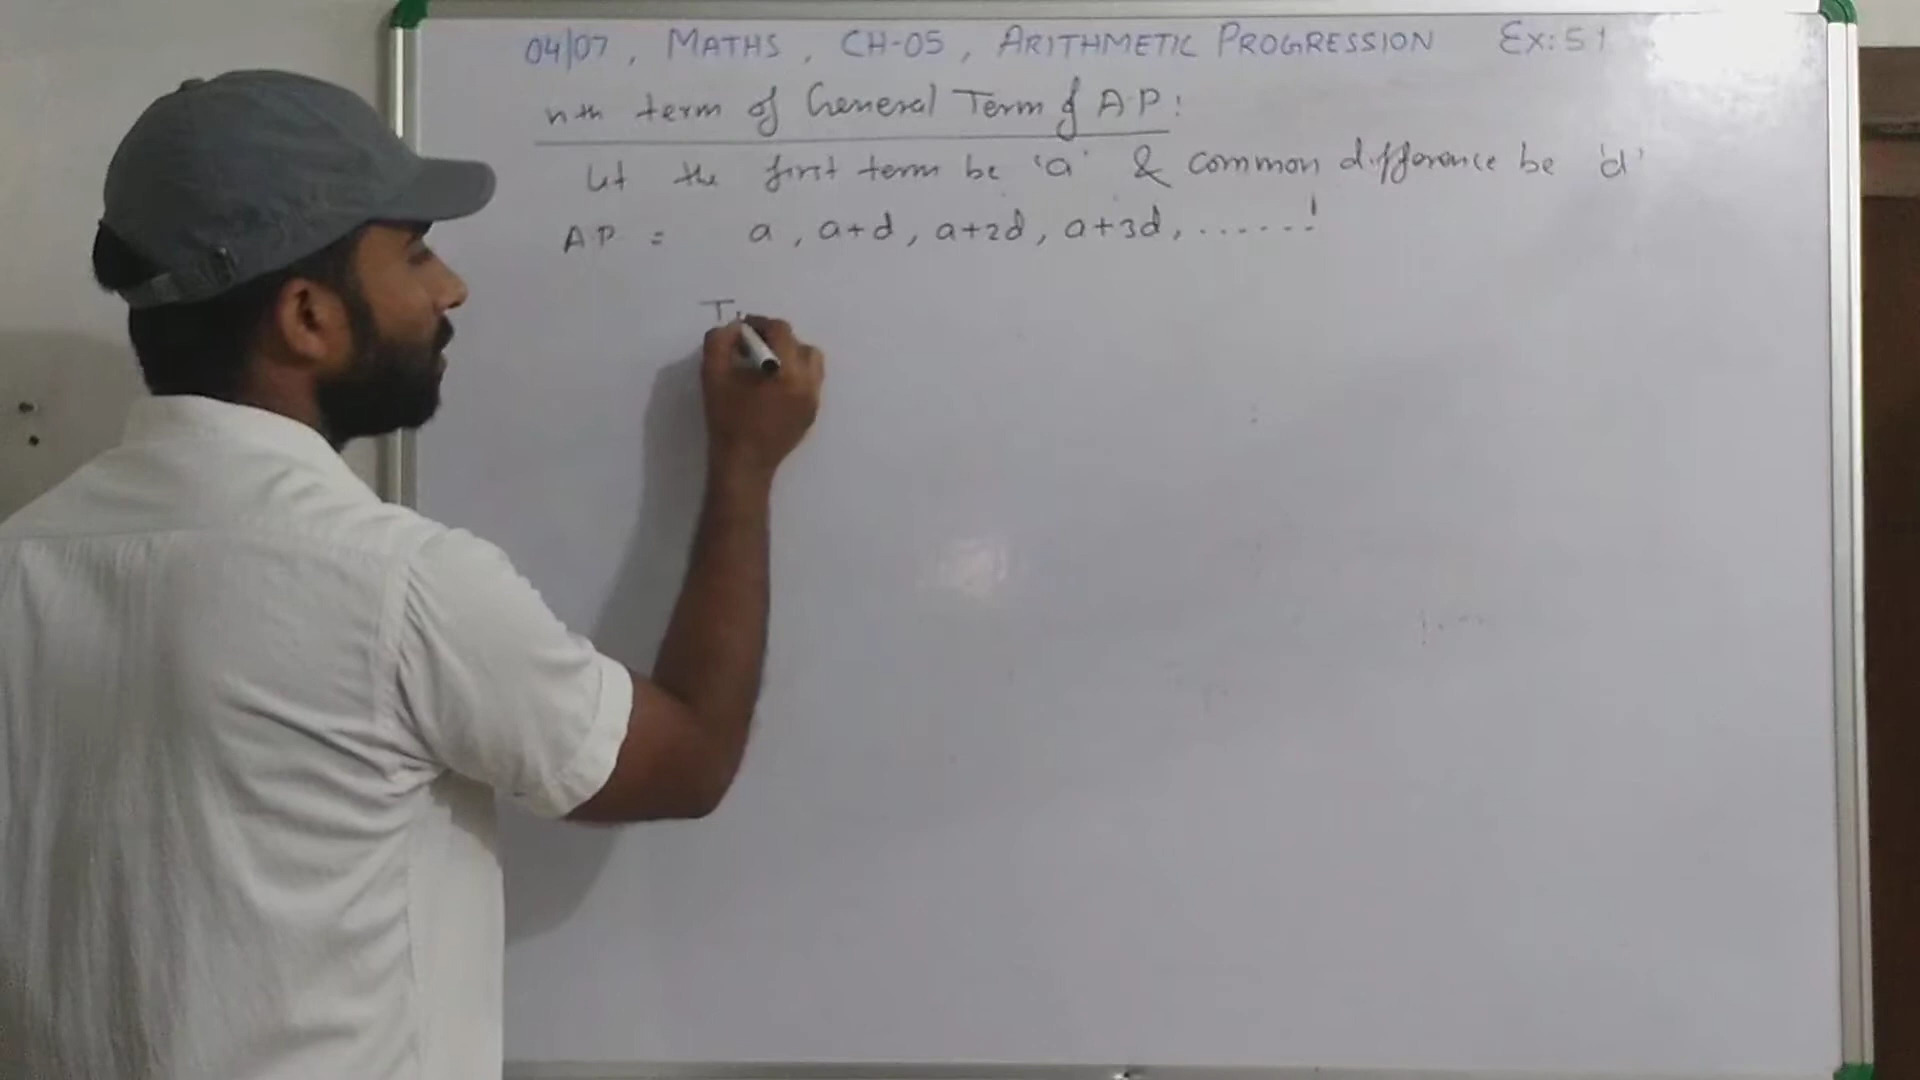 04/07, MATHS, CH-05, ARITHMETIC PROGRESSION Ex: 5 1
nth term of General Term of A.P:
Let the first term be 'a' & common difference be 'd'
AP = a, a+d, a+2d, a+3d, ......!
T